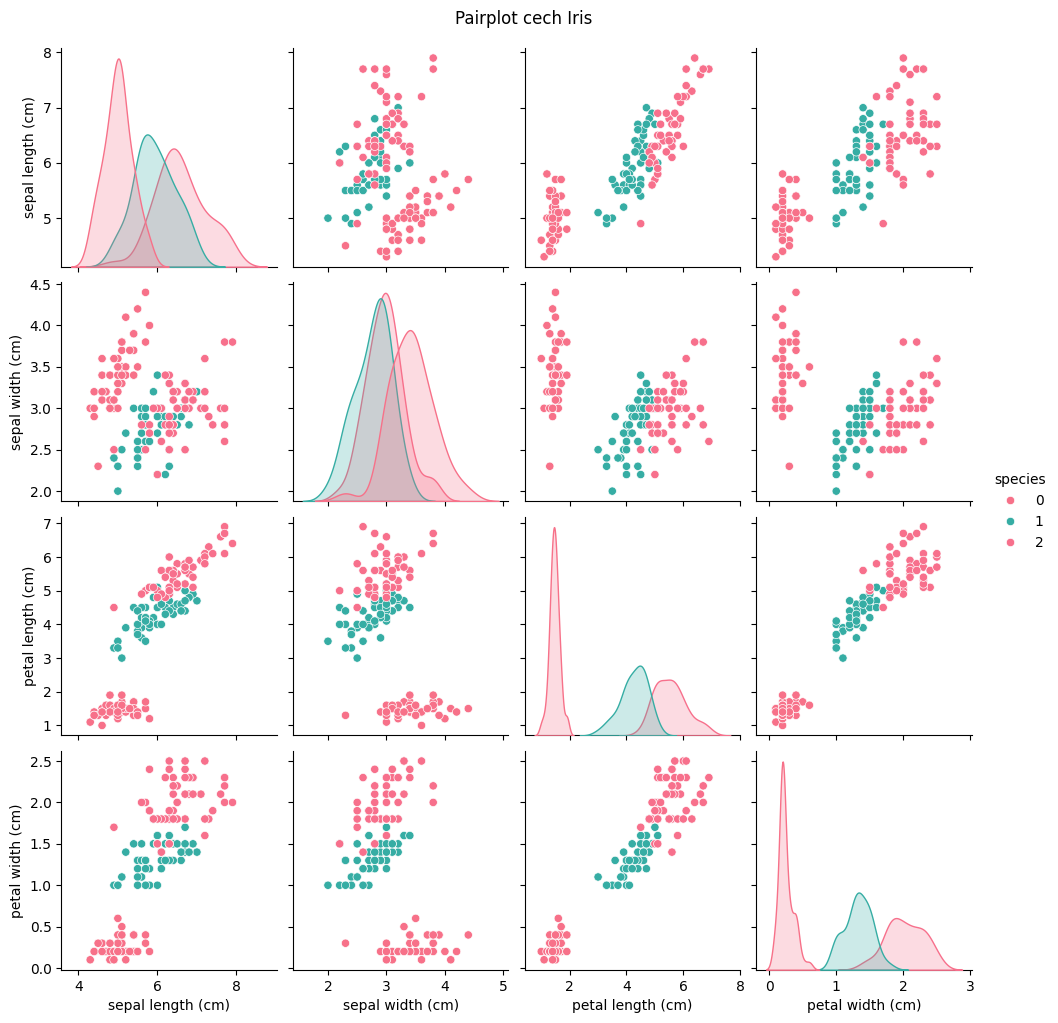 Pairplot cech Iris
8
7
6
5
sepal length (cm)
4.5
4.0
3.5
3.0
2.5
2.0
sepal width (cm)
species
0
1
2
7
6
5
4
3
2
1
petal length (cm)
2.5
2.0
1.5
1.0
0.5
0.0
petal width (cm)
4 6 8
2 3 4 5
2 4 6 8
0 1 2 3
sepal length (cm) sepal width (cm) petal length (cm) petal width (cm)